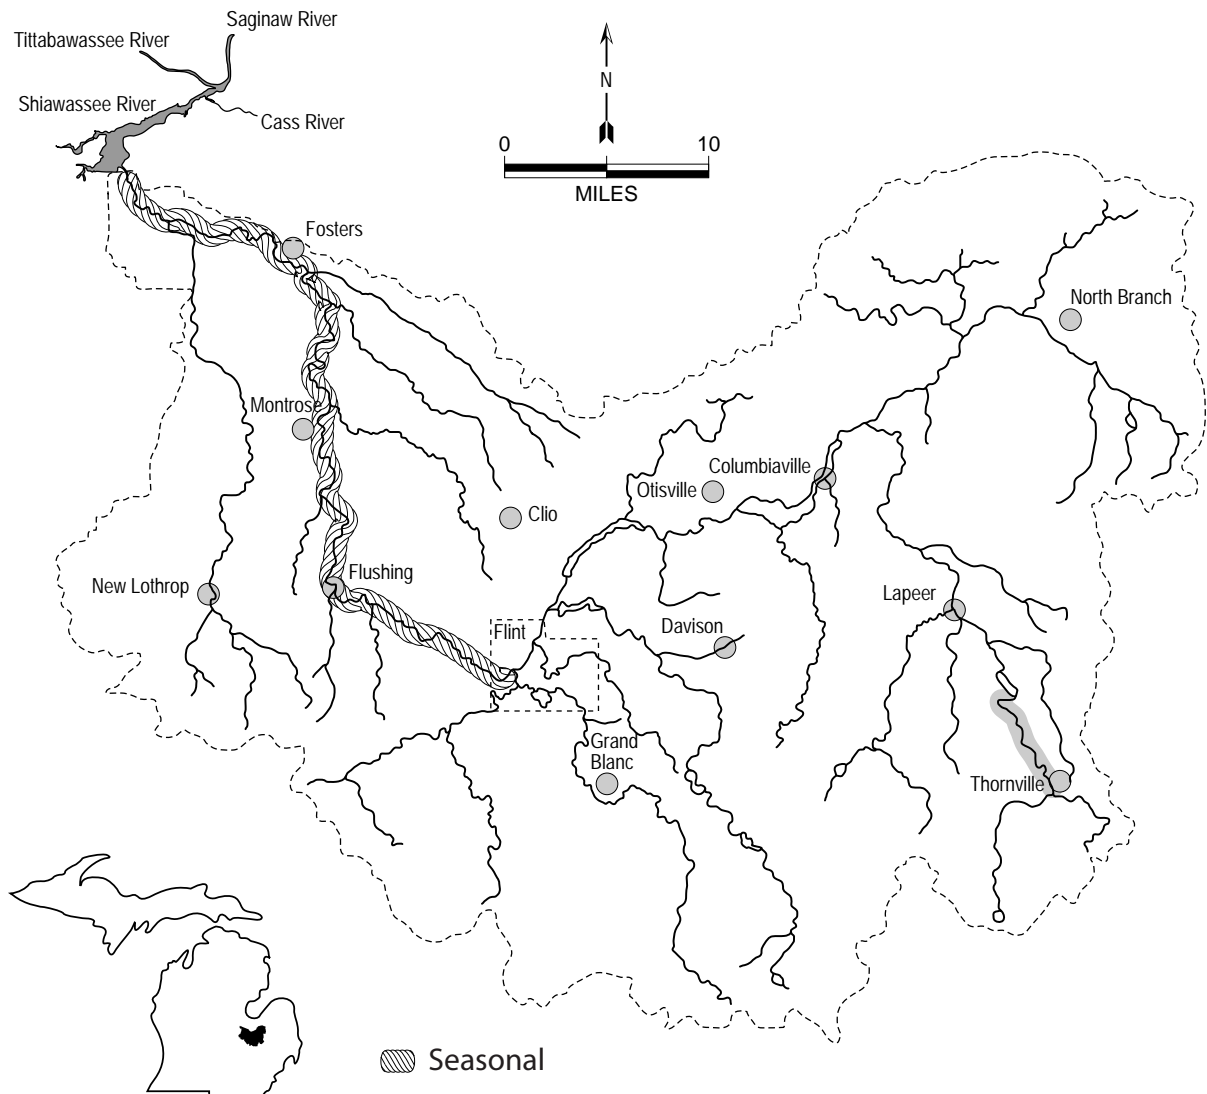 Saginaw River
Tittabawassee River
Shiawassee River
Cass River
N
0 10
MILES
Fosters
North Branch
Montrose
Columbiaville
Otisville
Clio
Flushing
New Lothrop
Lapeer
Flint
Davison
Grand
Blanc
Thornville
Seasonal